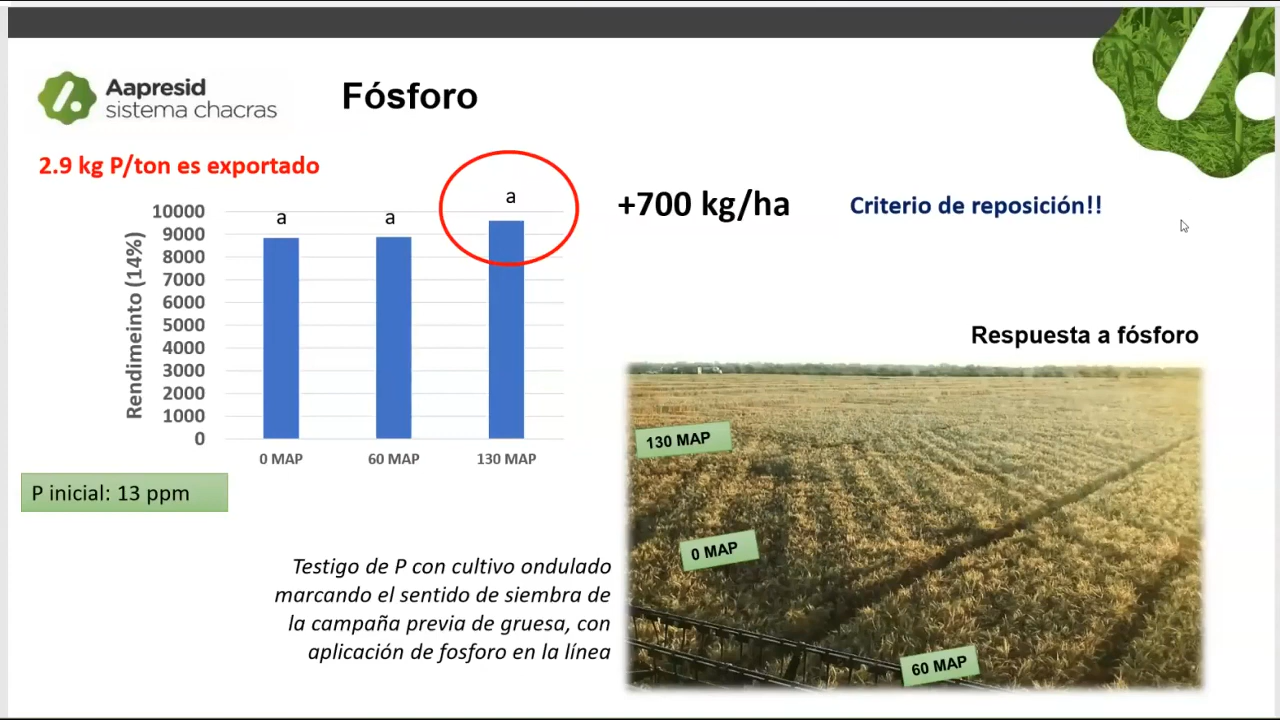 Aapresid
sistema chacras
Fósforo
2.9 kg P/ton es exportado
+700 kg/ha
Criterio de reposición!!
Rendimeinto (14%)
10000
9000
8000
7000
6000
5000
4000
3000
2000
1000
0
a
a
a
0 MAP
60 MAP
130 MAP
P inicial: 13 ppm
Respuesta a fósforo
130 MAP
0 MAP
60 MAP
Testigo de P con cultivo ondulado
marcando el sentido de siembra de
la campaña previa de gruesa, con
aplicación de fosforo en la línea